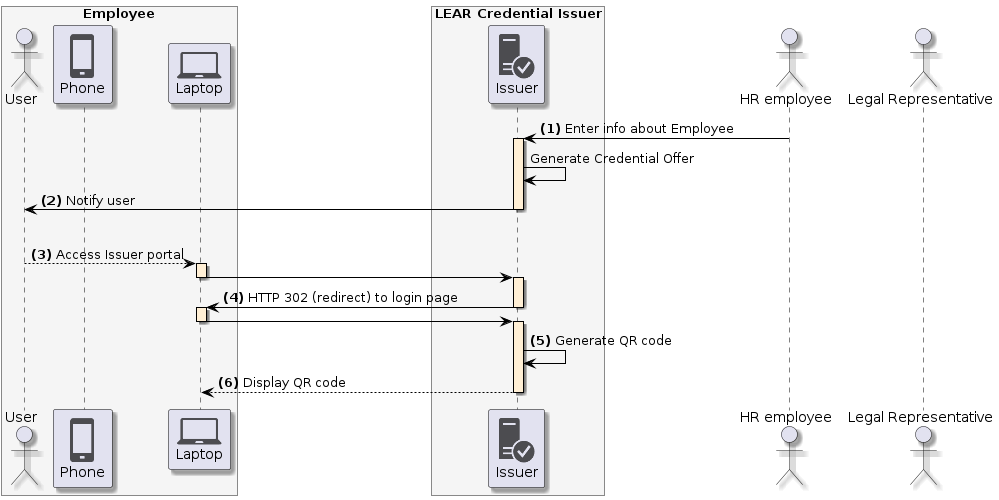 Employee
LEAR Credential Issuer
User
Phone
Laptop
Issuer
HR employee
Legal Representative
(1) Enter info about Employee
Generate Credential Offer
(2) Notify user
(3) Access Issuer portal
(4) HTTP 302 (redirect) to login page
(5) Generate QR code
(6) Display QR code
User
Phone
Laptop
Issuer
HR employee
Legal Representative